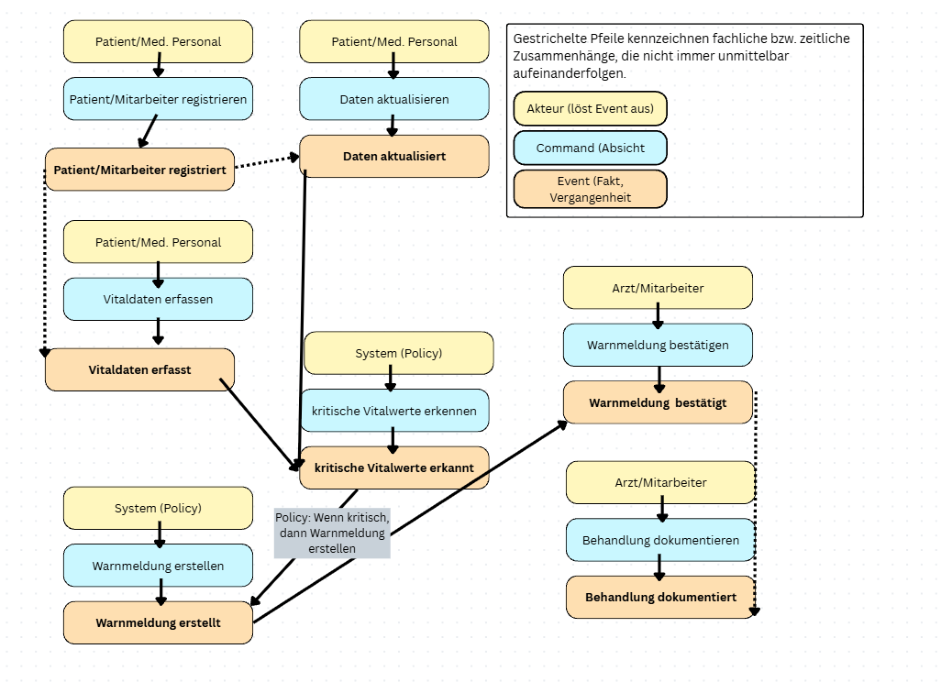 Patient/Med. Personal
Patient/Mitarbeiter registrieren
Patient/Mitarbeiter registriert
Patient/Med. Personal
Daten aktualisieren
Daten aktualisiert
Gestrichelte Pfeile kennzeichnen fachliche bzw. zeitliche
Zusammenhänge, die nicht immer unmittelbar
aufeinanderfolgen.
Akteur (löst Event aus)
Command (Absicht
Event (Fakt,
Vergangenheit
Patient/Med. Personal
Vitaldaten erfassen
Vitaldaten erfasst
System (Policy)
kritische Vitalwerte erkennen
kritische Vitalwerte erkannt
Arzt/Mitarbeiter
Warnmeldung bestätigen
Warnmeldung bestätigt
System (Policy)
Warnmeldung erstellen
Warnmeldung erstellt
Policy: Wenn kritisch,
dann Warnmeldung
erstellen
Arzt/Mitarbeiter
Behandlung dokumentieren
Behandlung dokumentiert